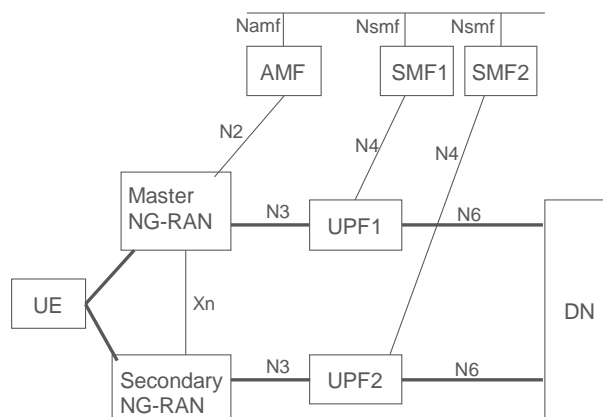 Namf
Nsmf
Nsmf
AMF
SMF1
SMF2
N2
N4
N4
Master
NG-RAN
N3
UPF1
N6
UE
Xn
DN
Secondary
NG-RAN
N3
UPF2
N6